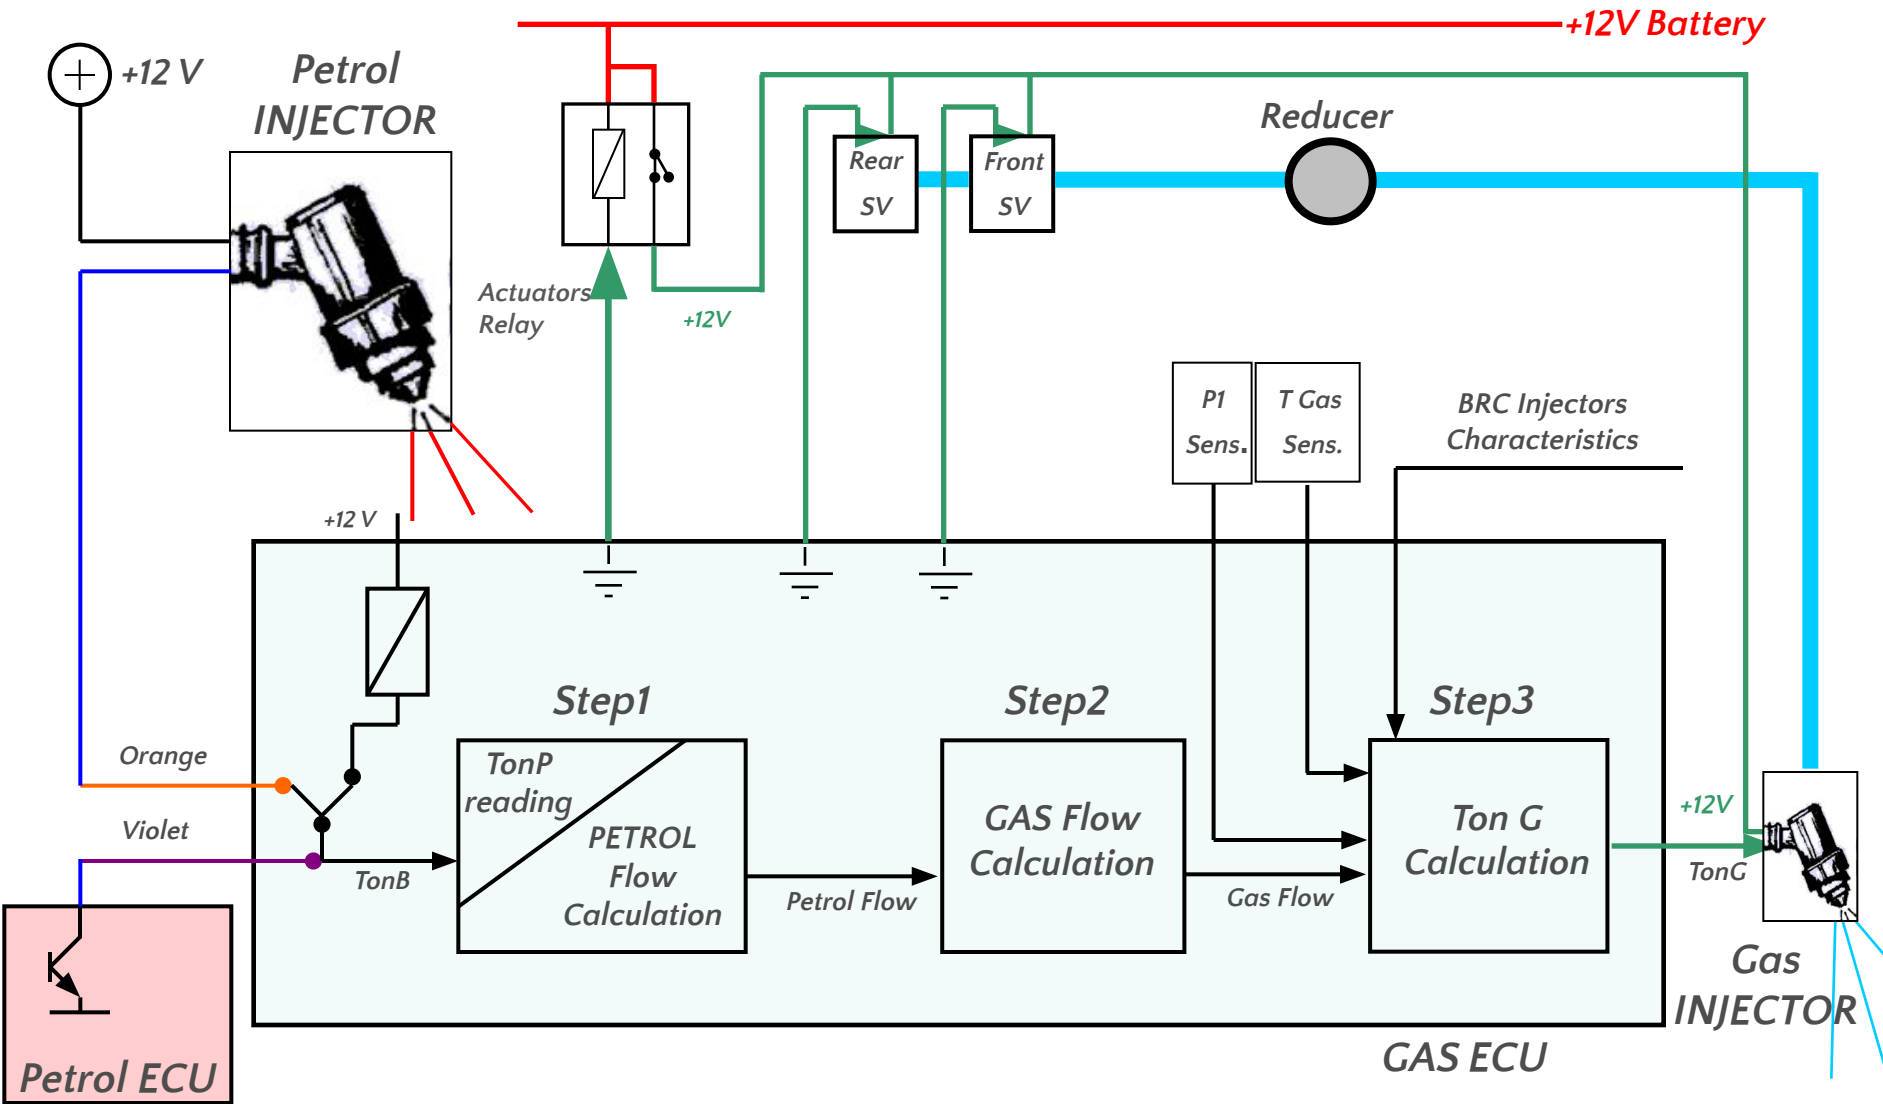 +12V Battery
+12 V
Petrol
INJECTOR
Reducer
Rear
SV
Front
SV
Actuators
Relay
+12V
P1
Sens.
T Gas
Sens.
BRC Injectors
Characteristics
+12 V
Step1
Step2
Step3
Orange
TonP
reading
PETROL
Flow
Calculation
GAS Flow
Calculation
Ton G
Calculation
+12V
Violet
TonB
Petrol Flow
Gas Flow
TonG
Gas
INJECTOR
GAS ECU
Petrol ECU